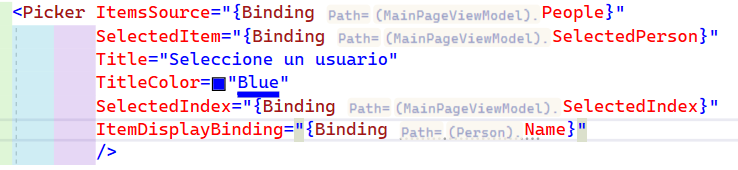 <Picker ItemsSource="{Binding Path=(MainPageViewModel).People}"
SelectedItem="{Binding Path=(MainPageViewModel).SelectedPerson}"
Title="Seleccione un usuario"
TitleColor="Blue"
SelectedIndex="{Binding Path=(MainPageViewModel).SelectedIndex}"
ItemDisplayBinding="{Binding Path=(Person).Name}"
/>